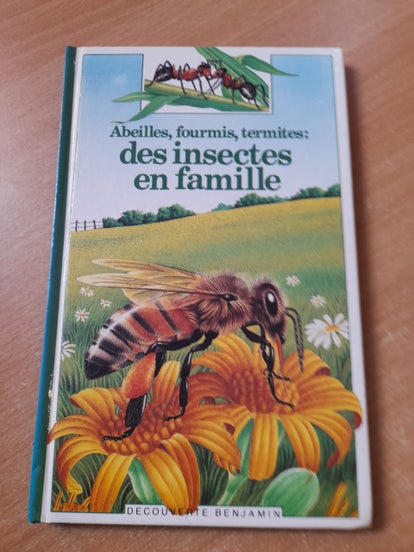 Abeilles, fourmis, termites:
des insectes
en famille
DECOUVERTE BENJAMIN